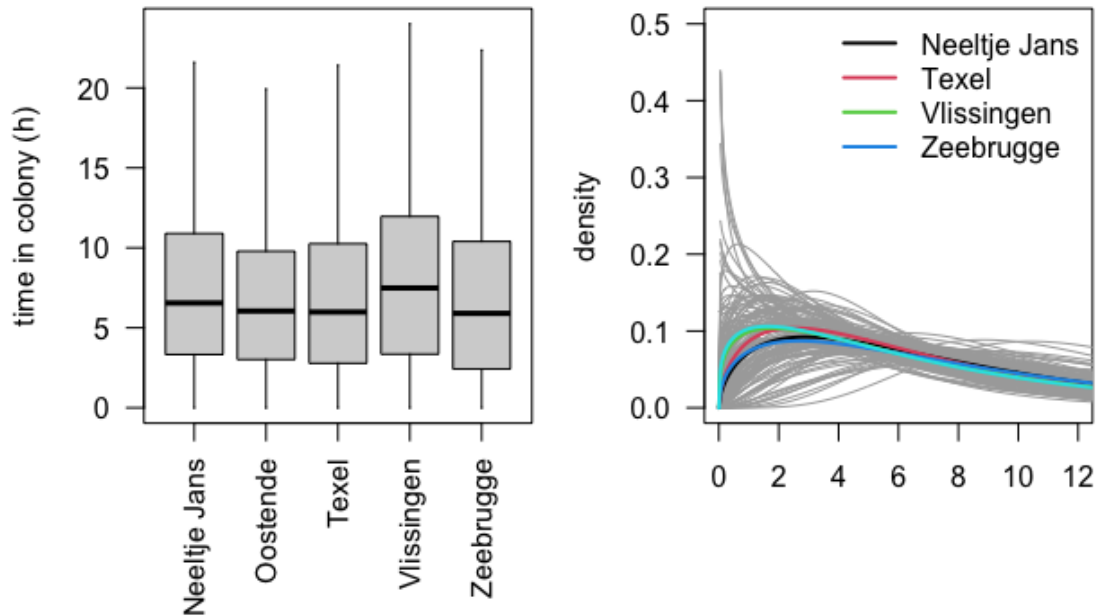 time in colony (h)
20
15
10
5
0
Neeltje Jans
Oostende
Texel
Vlissingen
Zeebrugge
density
0.5
0.4
0.3
0.2
0.1
0.0
Neeltje Jans
Texel
Vlissingen
Zeebrugge
0 2 4 6 8 10 12